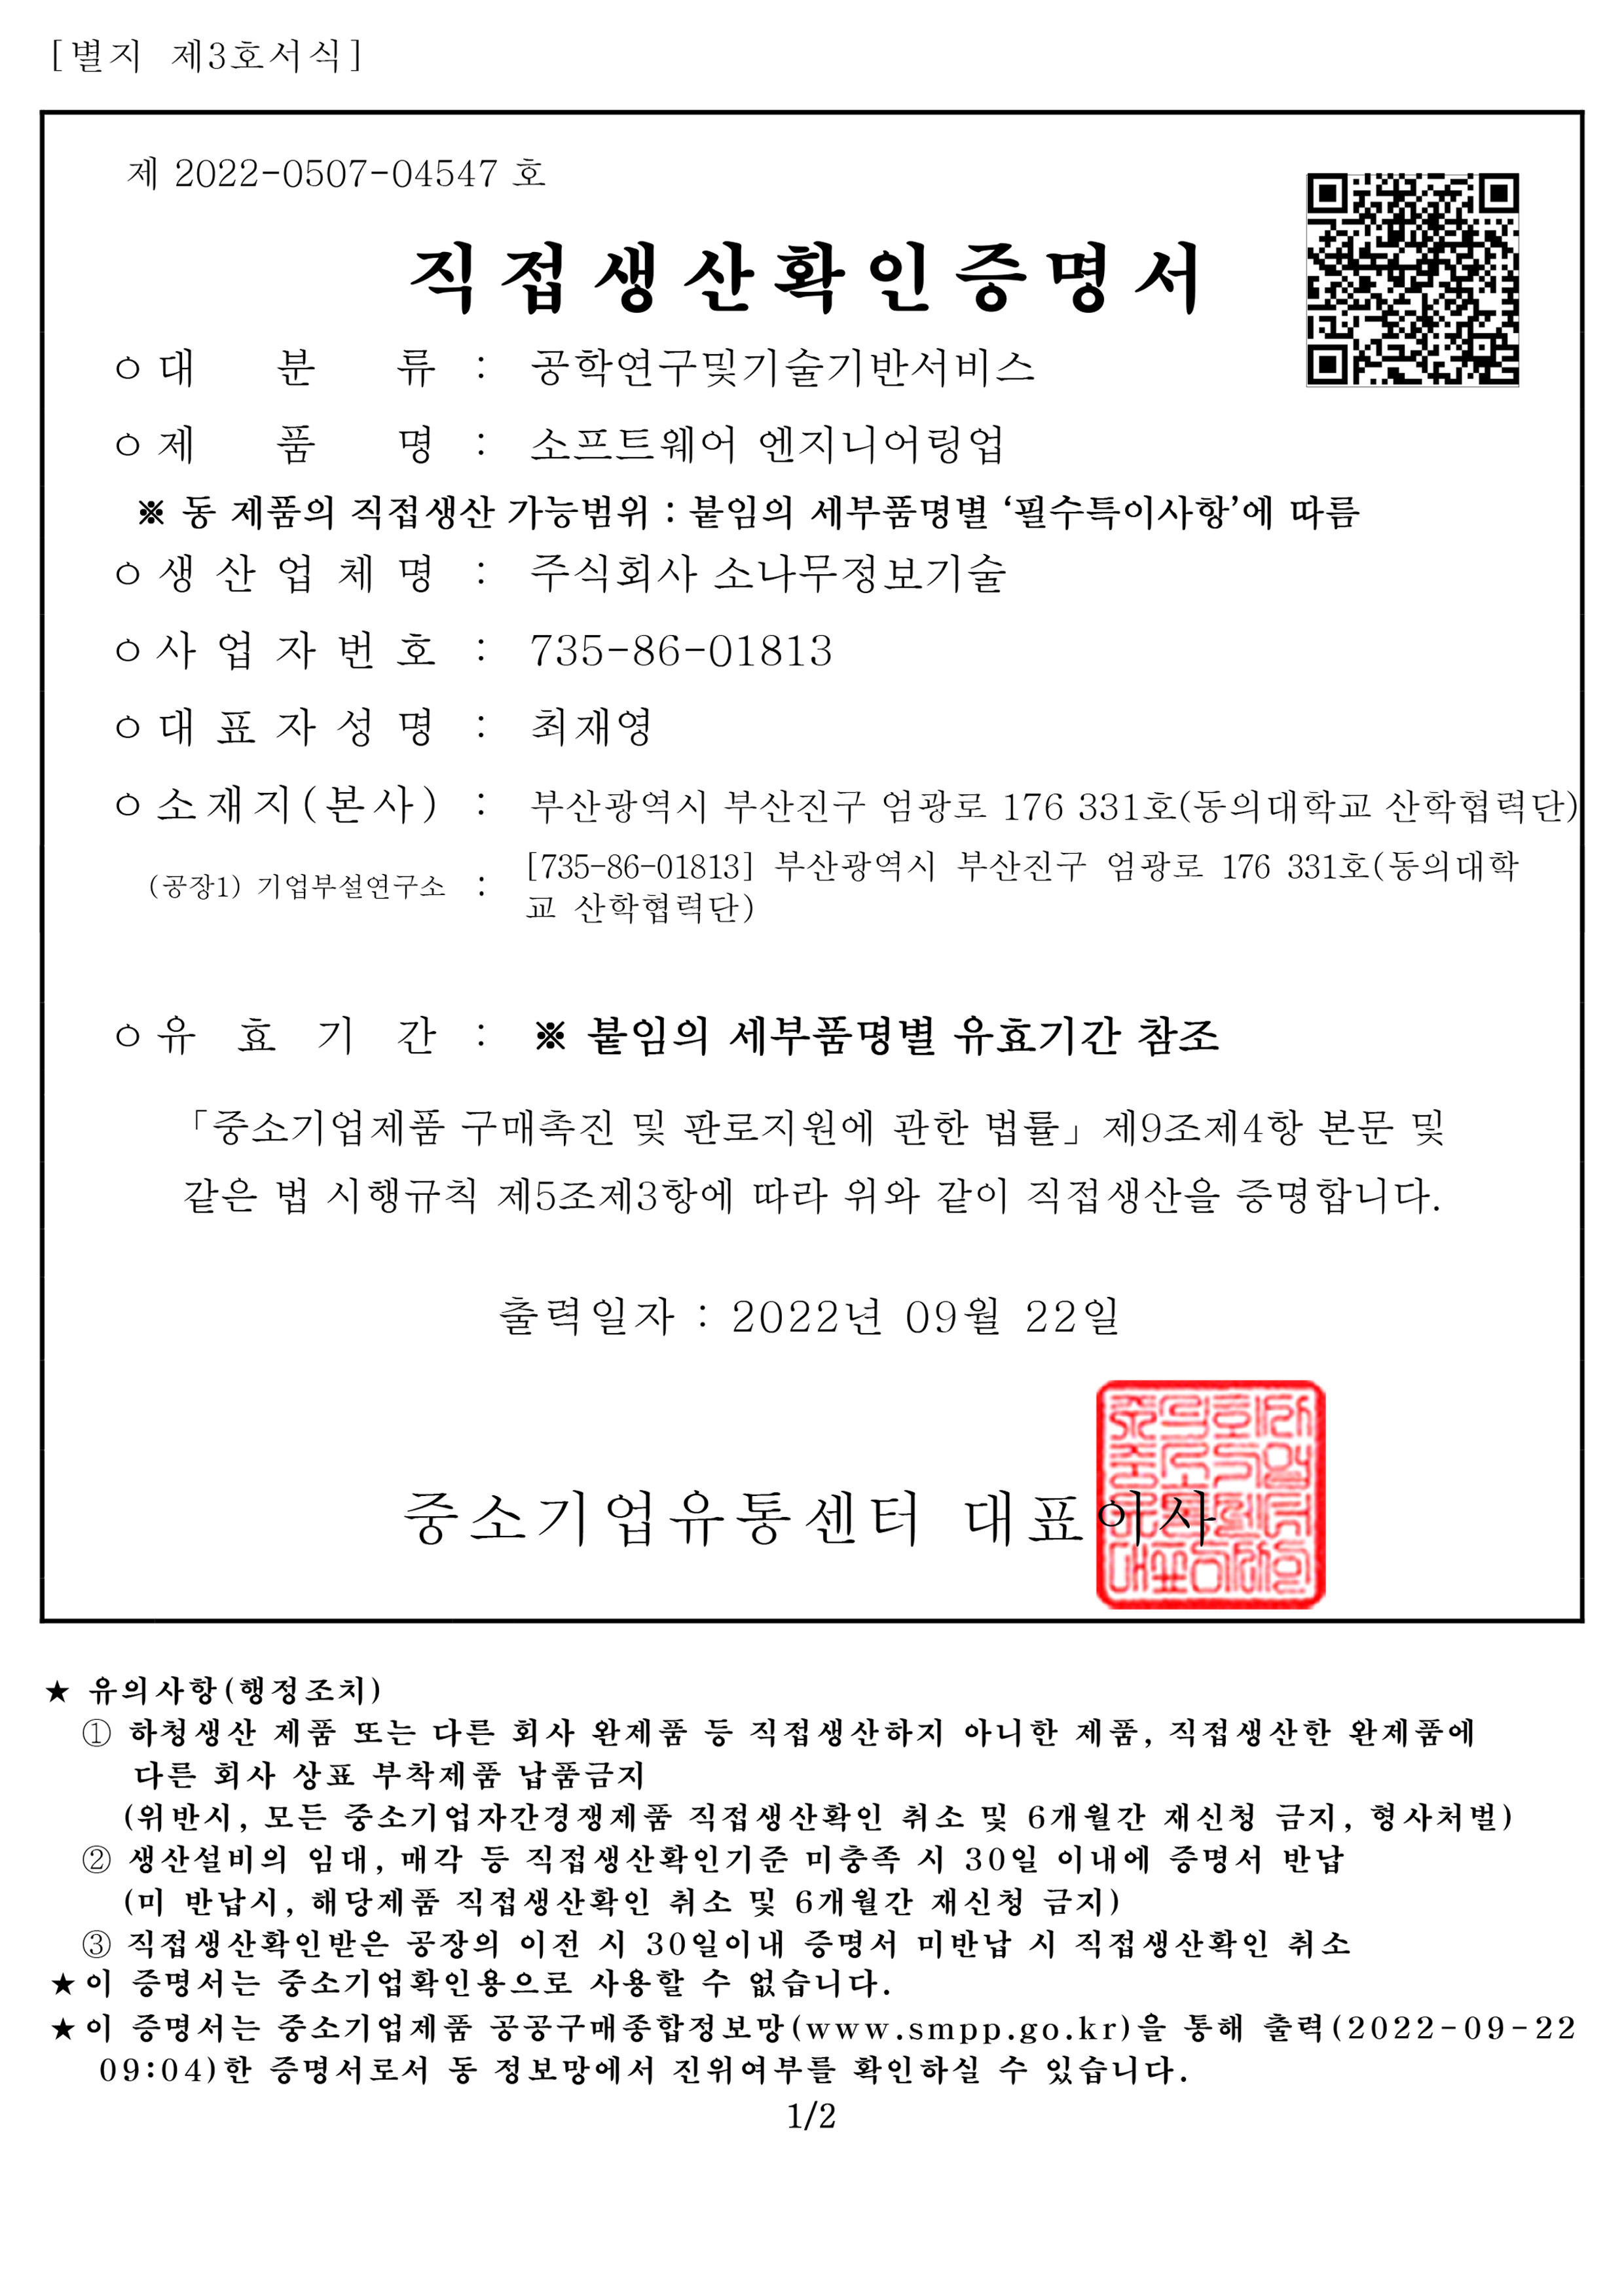 [별지 제3호서식]
제 2022-0507-04547 호
직접생산확인증명서
ㅇ 대 분 류 : 공학연구및기술기반서비스
ㅇ 제 품 명 : 소프트웨어 엔지니어링업
※ 동 제품의 직접생산 가능범위 : 붙임의 세부품명별 ‘필수특이사항’에 따름
ㅇ 생 산 업 체 명 : 주식회사 소나무정보기술
ㅇ 사 업 자 번 호 : 735-86-01813
ㅇ 대 표 자 성 명 : 최재영
ㅇ 소 재 지 (본 사) : 부산광역시 부산진구 엄광로 176 331호(동의대학교 산학협력단)
(공장1) 기업부설연구소 : [735-86-01813] 부산광역시 부산진구 엄광로 176 331호(동의대학
교 산학협력단)
ㅇ 유 효 기 간 : ※ 붙임의 세부품명별 유효기간 참조
「중소기업제품 구매촉진 및 판로지원에 관한 법률」제9조제4항 본문 및
같은 법 시행규칙 제5조제3항에 따라 위와 같이 직접생산을 증명합니다.
출력일자 : 2022년 09월 22일
중소기업유통센터 대표이사
★ 유의사항(행정조치)
① 하청생산 제품 또는 다른 회사 완제품 등 직접생산하지 아니한 제품, 직접생산한 완제품에
다른 회사 상표 부착제품 납품금지
(위반시, 모든 중소기업자간경쟁제품 직접생산확인 취소 및 6개월간 재신청 금지, 형사처벌)
② 생산설비의 임대, 매각 등 직접생산확인기준 미충족 시 30일 이내에 증명서 반납
(미 반납시, 해당제품 직접생산확인 취소 및 6개월간 재신청 금지)
③ 직접생산확인받은 공장의 이전 시 30일이내 증명서 미반납 시 직접생산확인 취소
★ 이 증명서는 중소기업확인용으로 사용할 수 없습니다.
★ 이 증명서는 중소기업제품 공공구매종합정보망(www.smpp.go.kr)을 통해 출력(2022-09-22
09:04)한 증명서로서 동 정보망에서 진위여부를 확인하실 수 있습니다.
1/2